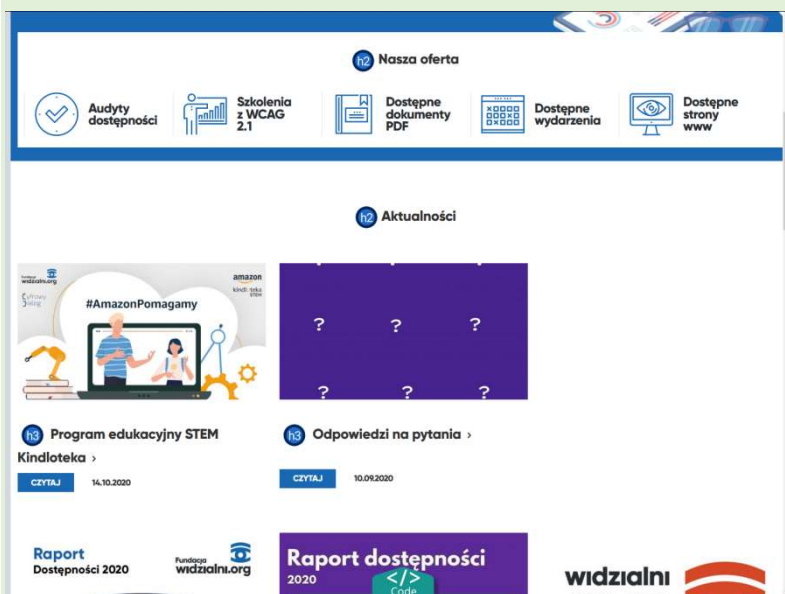 h2 Nasza oferta
Audyty
dostępności
Szkolenia
z WCAG
2.1
Dostępne
dokumenty
PDF
Dostępne
wydarzenia
Dostępne
strony
www
h2 Aktualności
Fundacja
widzialni.org
Cyfrowy
Dialog
amazon
STEM
#AmazonPomagamy
? ? ?
? ? ?
h3 Program edukacyjny STEM
Kindloteka ›
CZYTAJ 14.10.2020
h3 Odpowiedzi na pytania ›
CZYTAJ 10.09.2020
Raport
Dostępności 2020
Fundacja
widzialni.org
Raport dostępności
2020
</>
Code
widzialni